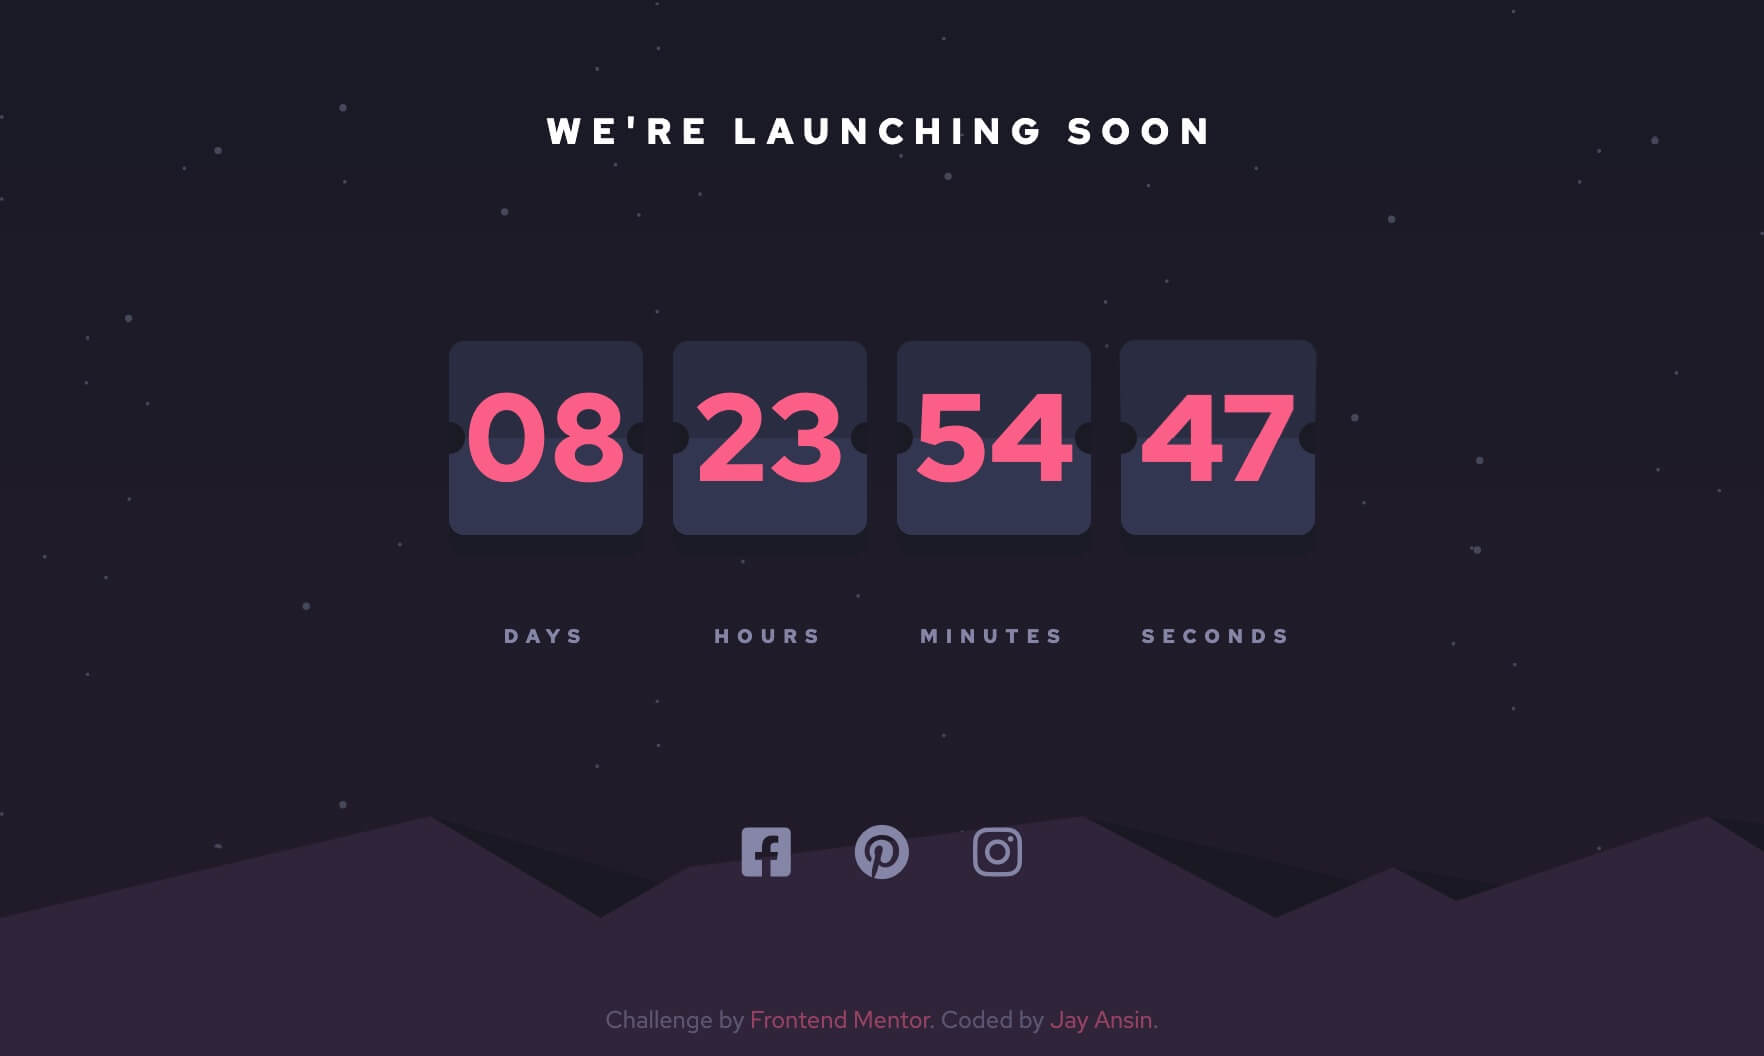 WE'RE LAUNCHING SOON
08 23 54 47
DAYS HOURS MINUTES SECONDS
Challenge by Frontend Mentor. Coded by Jay Ansin.